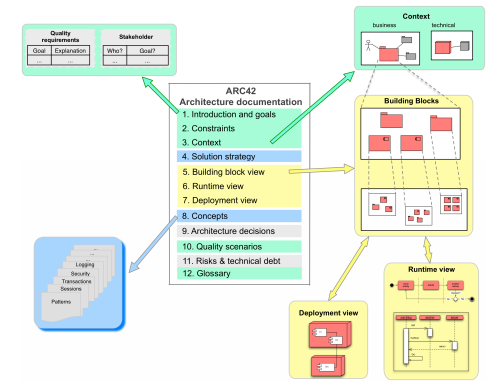 Quality
requirements
Goal Explanation
... ...
Stakeholder
Who? Goal?
... ...
Context
business technical
ARC42
Architecture documentation
1. Introduction and goals
2. Constraints
3. Context
4. Solution strategy
5. Building block view
6. Runtime view
7. Deployment view
8. Concepts
9. Architecture decisions
10. Quality scenarios
11. Risks & technical debt
12. Glossary
Building Blocks
...
Logging
Security
Transactions
Sessions
Patterns
Deployment view
Runtime view